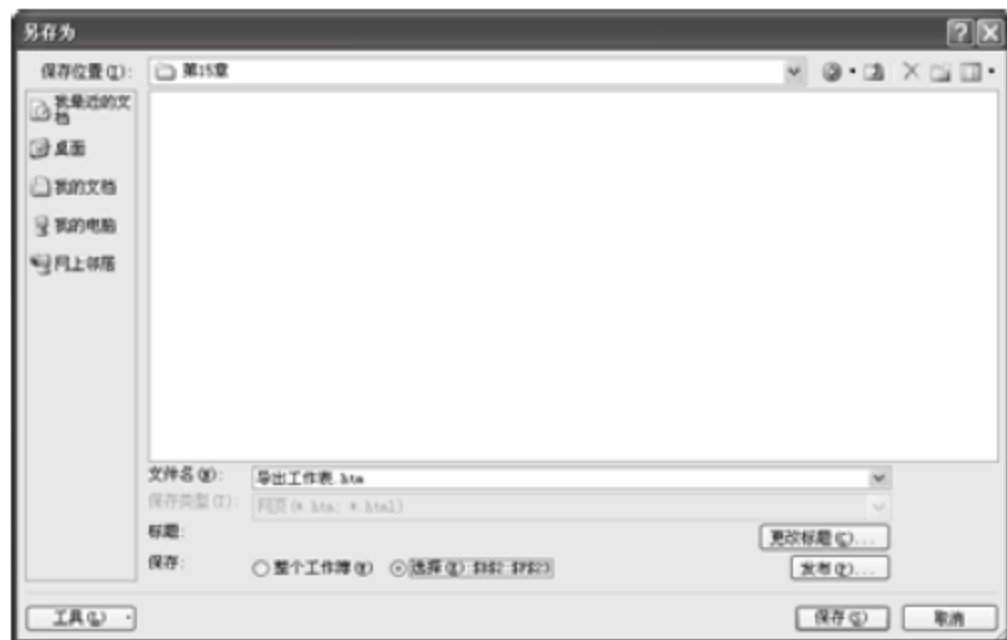 另存为
保存位置(I):
第15章
我最近的文
档
桌面
我的文档
我的电脑
网上邻居
文件名(N):
导出工作表.htm
保存类型(T):
网页(*.htm; *.html)
标题:
更改标题(C)...
保存:
整个工作簿(E)
选择(E): $B$2:$F$23
发布(P)...
工具(L)
保存(S)
取消